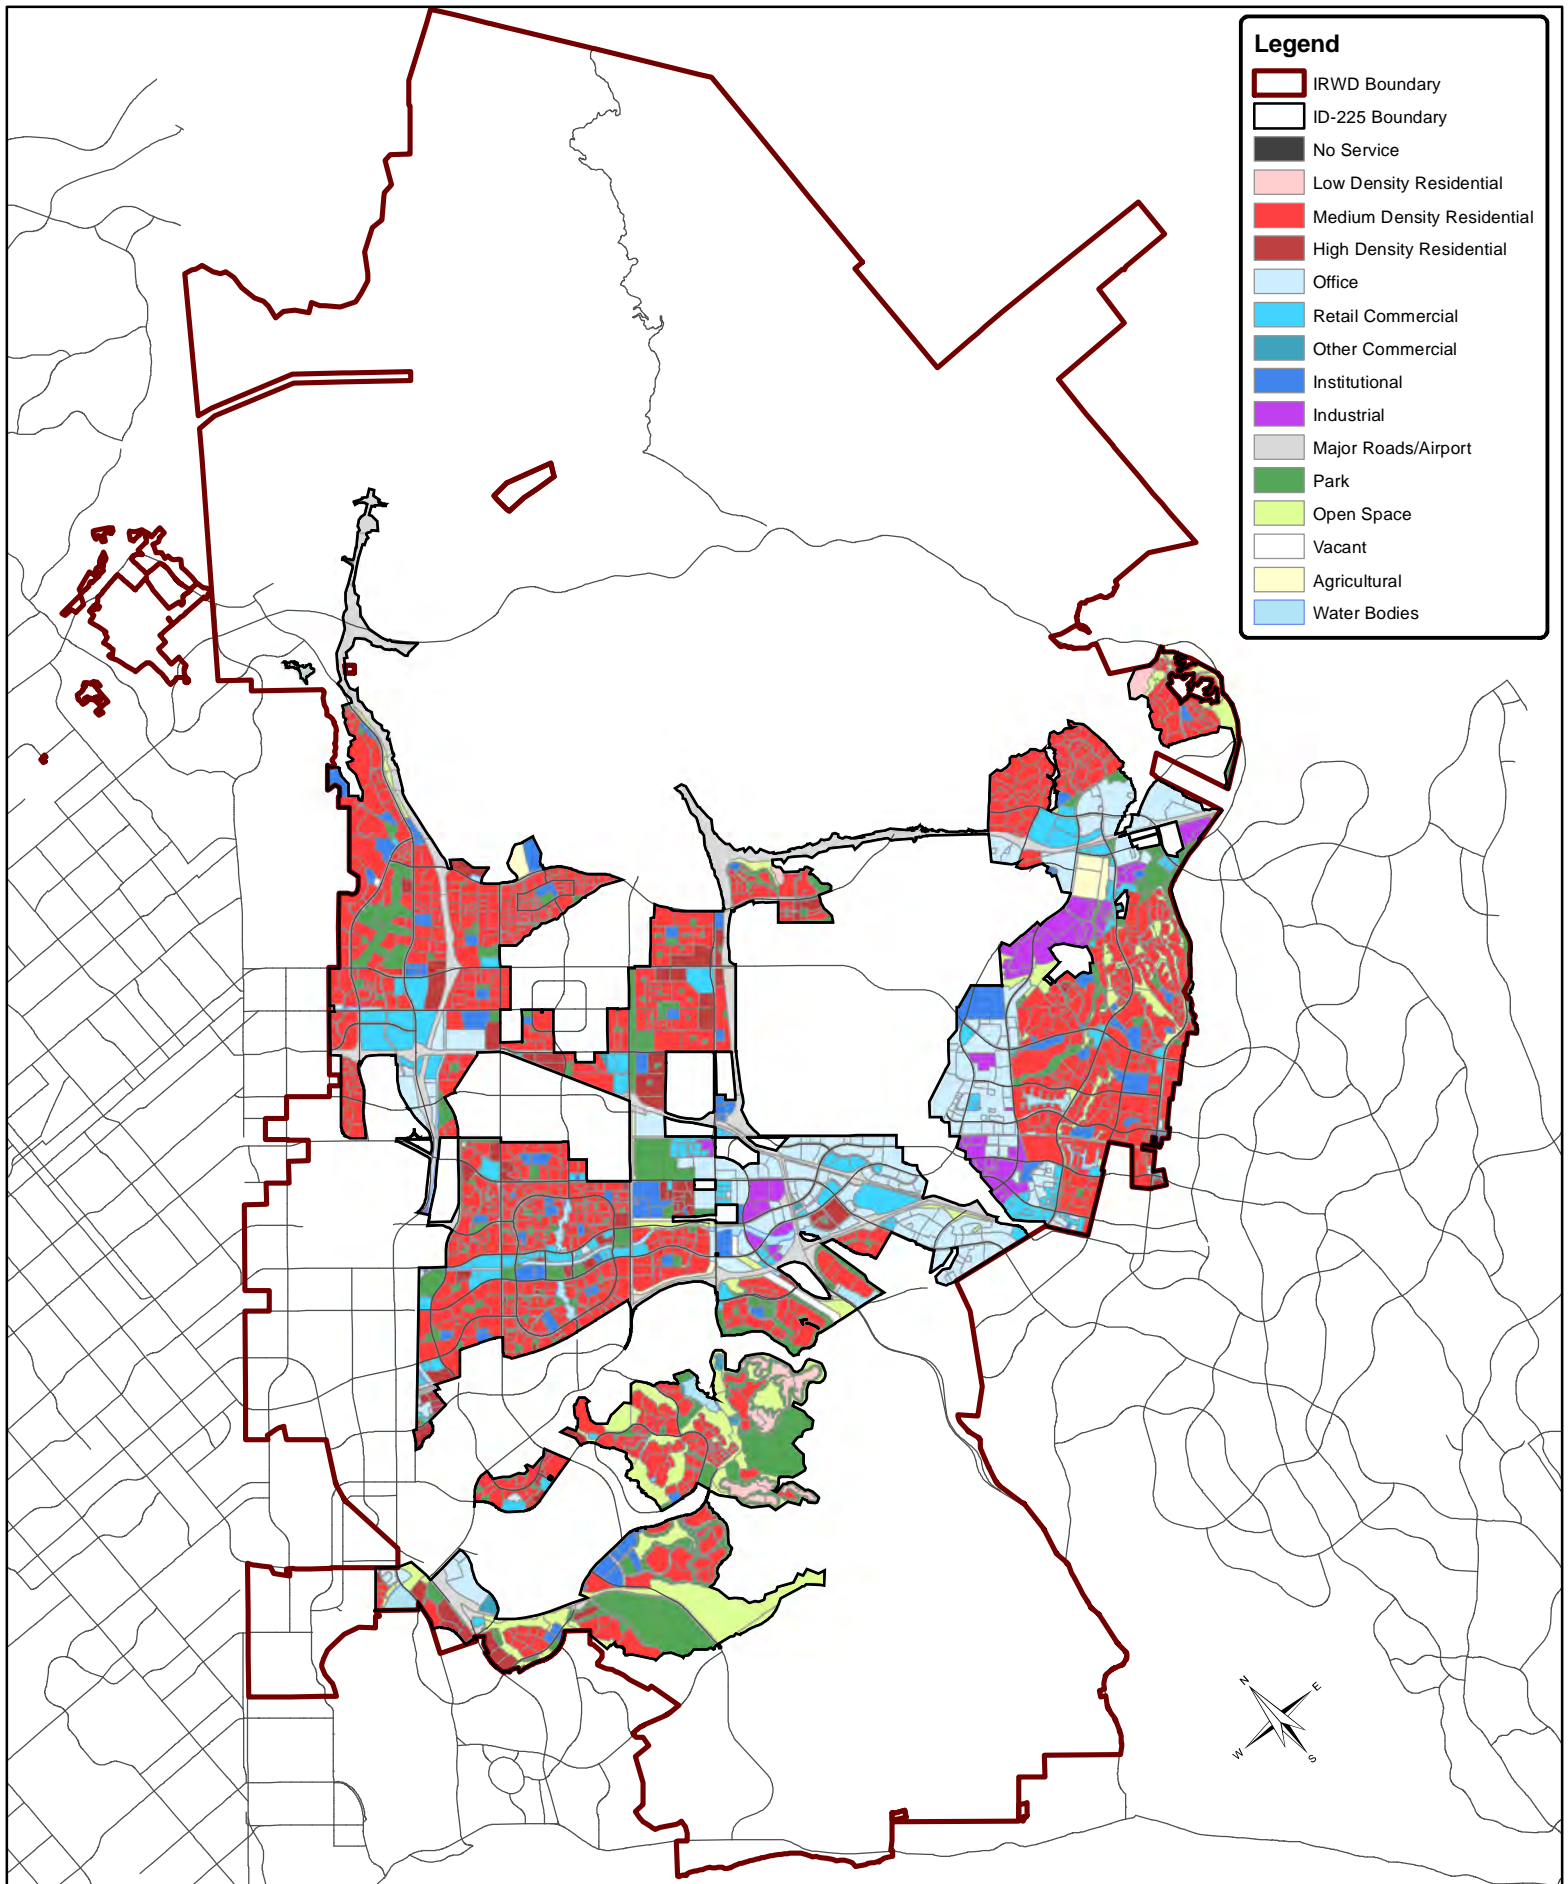 Legend
IRWD Boundary
ID-225 Boundary
No Service
Low Density Residential
Medium Density Residential
High Density Residential
Office
Retail Commercial
Other Commercial
Institutional
Industrial
Major Roads/Airport
Park
Open Space
Vacant
Agricultural
Water Bodies
N
E
W
S